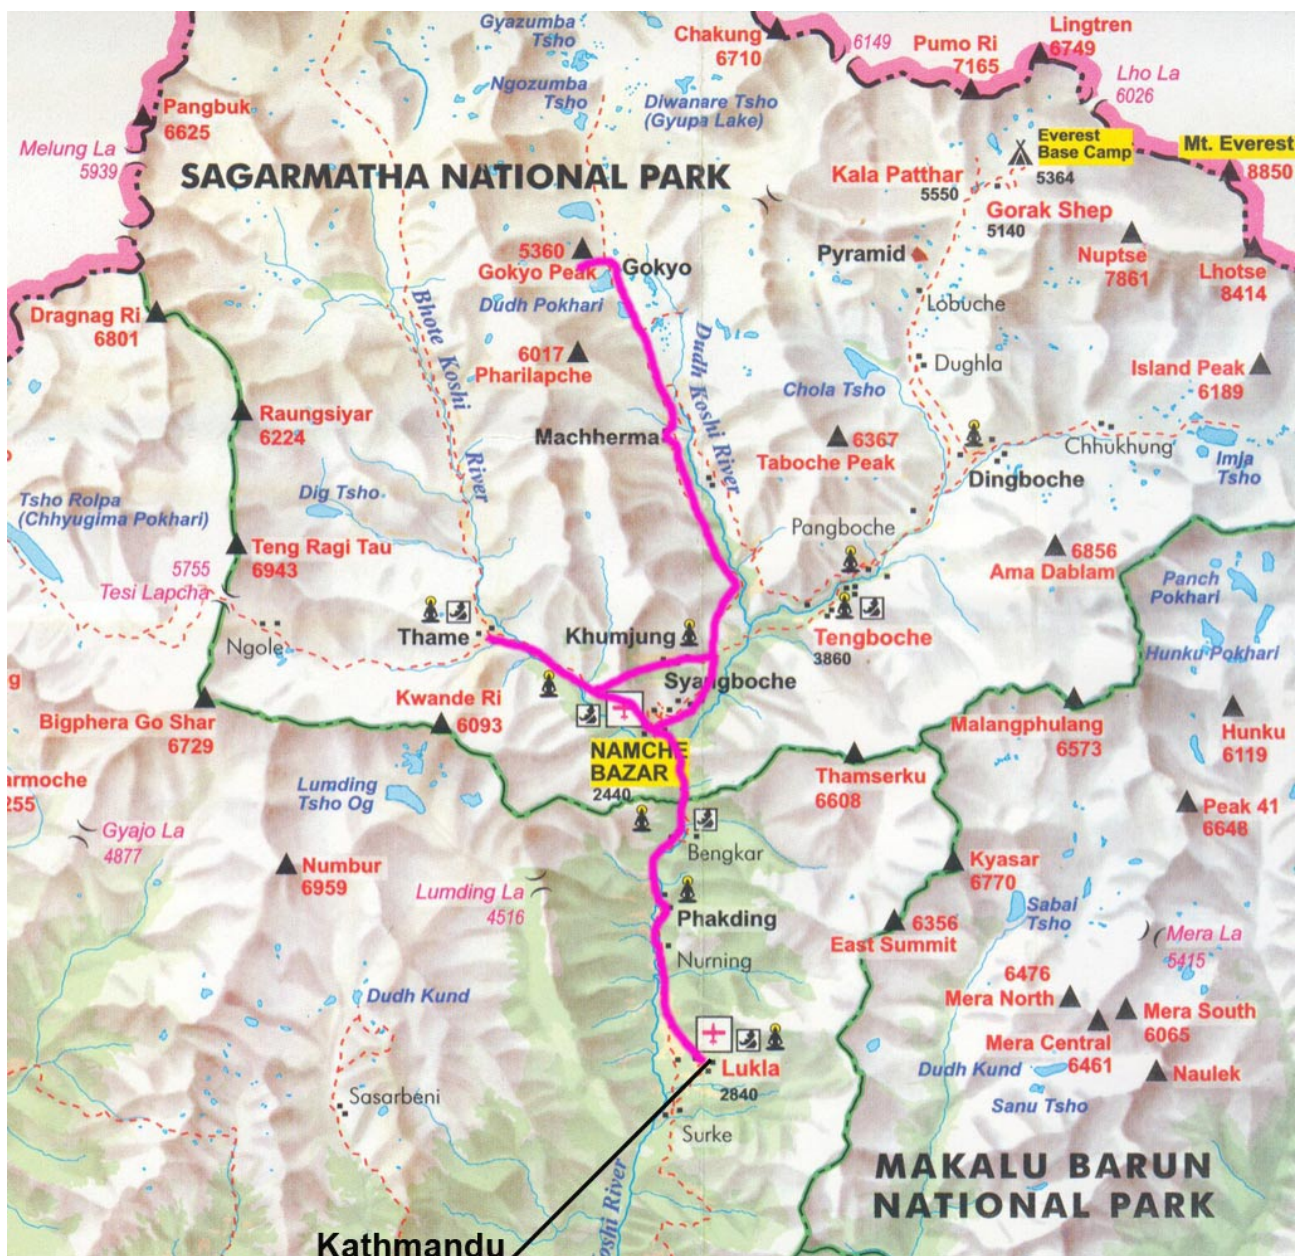 Gyazumba
Tsho
Chakung
6710
6149
Pumo Ri
7165
Lingtren
6749
Lho La
6026
Pangbuk
6625
Ngozumba
Tsho
Diwanare Tsho
(Gyupa Lake)
Everest
Base Camp
5364
Mt. Everest
8850
Melung La
5939
SAGARMATHA NATIONAL PARK
Kala Patthar
5550
Gorak Shep
5140
Nuptse
7861
Lhotse
8414
5360
Gokyo Peak
Gokyo
Pyramid
Dudh Pokhari
Lobuche
Dragnag Ri
6801
Bhote Koshi
River
6017
Pharilapche
Dudh Koshi River
Dughla
Chola Tsho
Island Peak
6189
Raungsiyar
6224
Machherma
6367
Taboche Peak
Chhukhung
Imja
Tsho
Dingboche
Tsho Rolpa
(Chhyugima Pokhari)
Dig Tsho
Pangboche
Teng Ragi Tau
6943
6856
Ama Dablam
5755
Tesi Lapcha
Panch
Pokhari
Thame
Khumjung
Tengboche
3860
Ngole
Hunku Pokhari
g
Syangboche
Bigphera Go Shar
6729
Kwande Ri
6093
Malangphulang
6573
Hunku
6119
NAMCHE
BAZAR
2440
Thamserku
6608
armoche
255
Lumding
Tsho Og
Peak 41
6648
Gyajo La
4877
Bengkar
Numbur
6959
Kyasar
6770
Lumding La
4516
Phakding
Sabai
Tsho
6356
East Summit
Mera La
5415
Nurning
6476
Mera North
Dudh Kund
Mera South
6065
Mera Central
6461
Lukla
2840
Dudh Kund
Naulek
Sasarbeni
Sanu Tsho
Surke
MAKALU BARUN
NATIONAL PARK
oshi River
Kathmandu